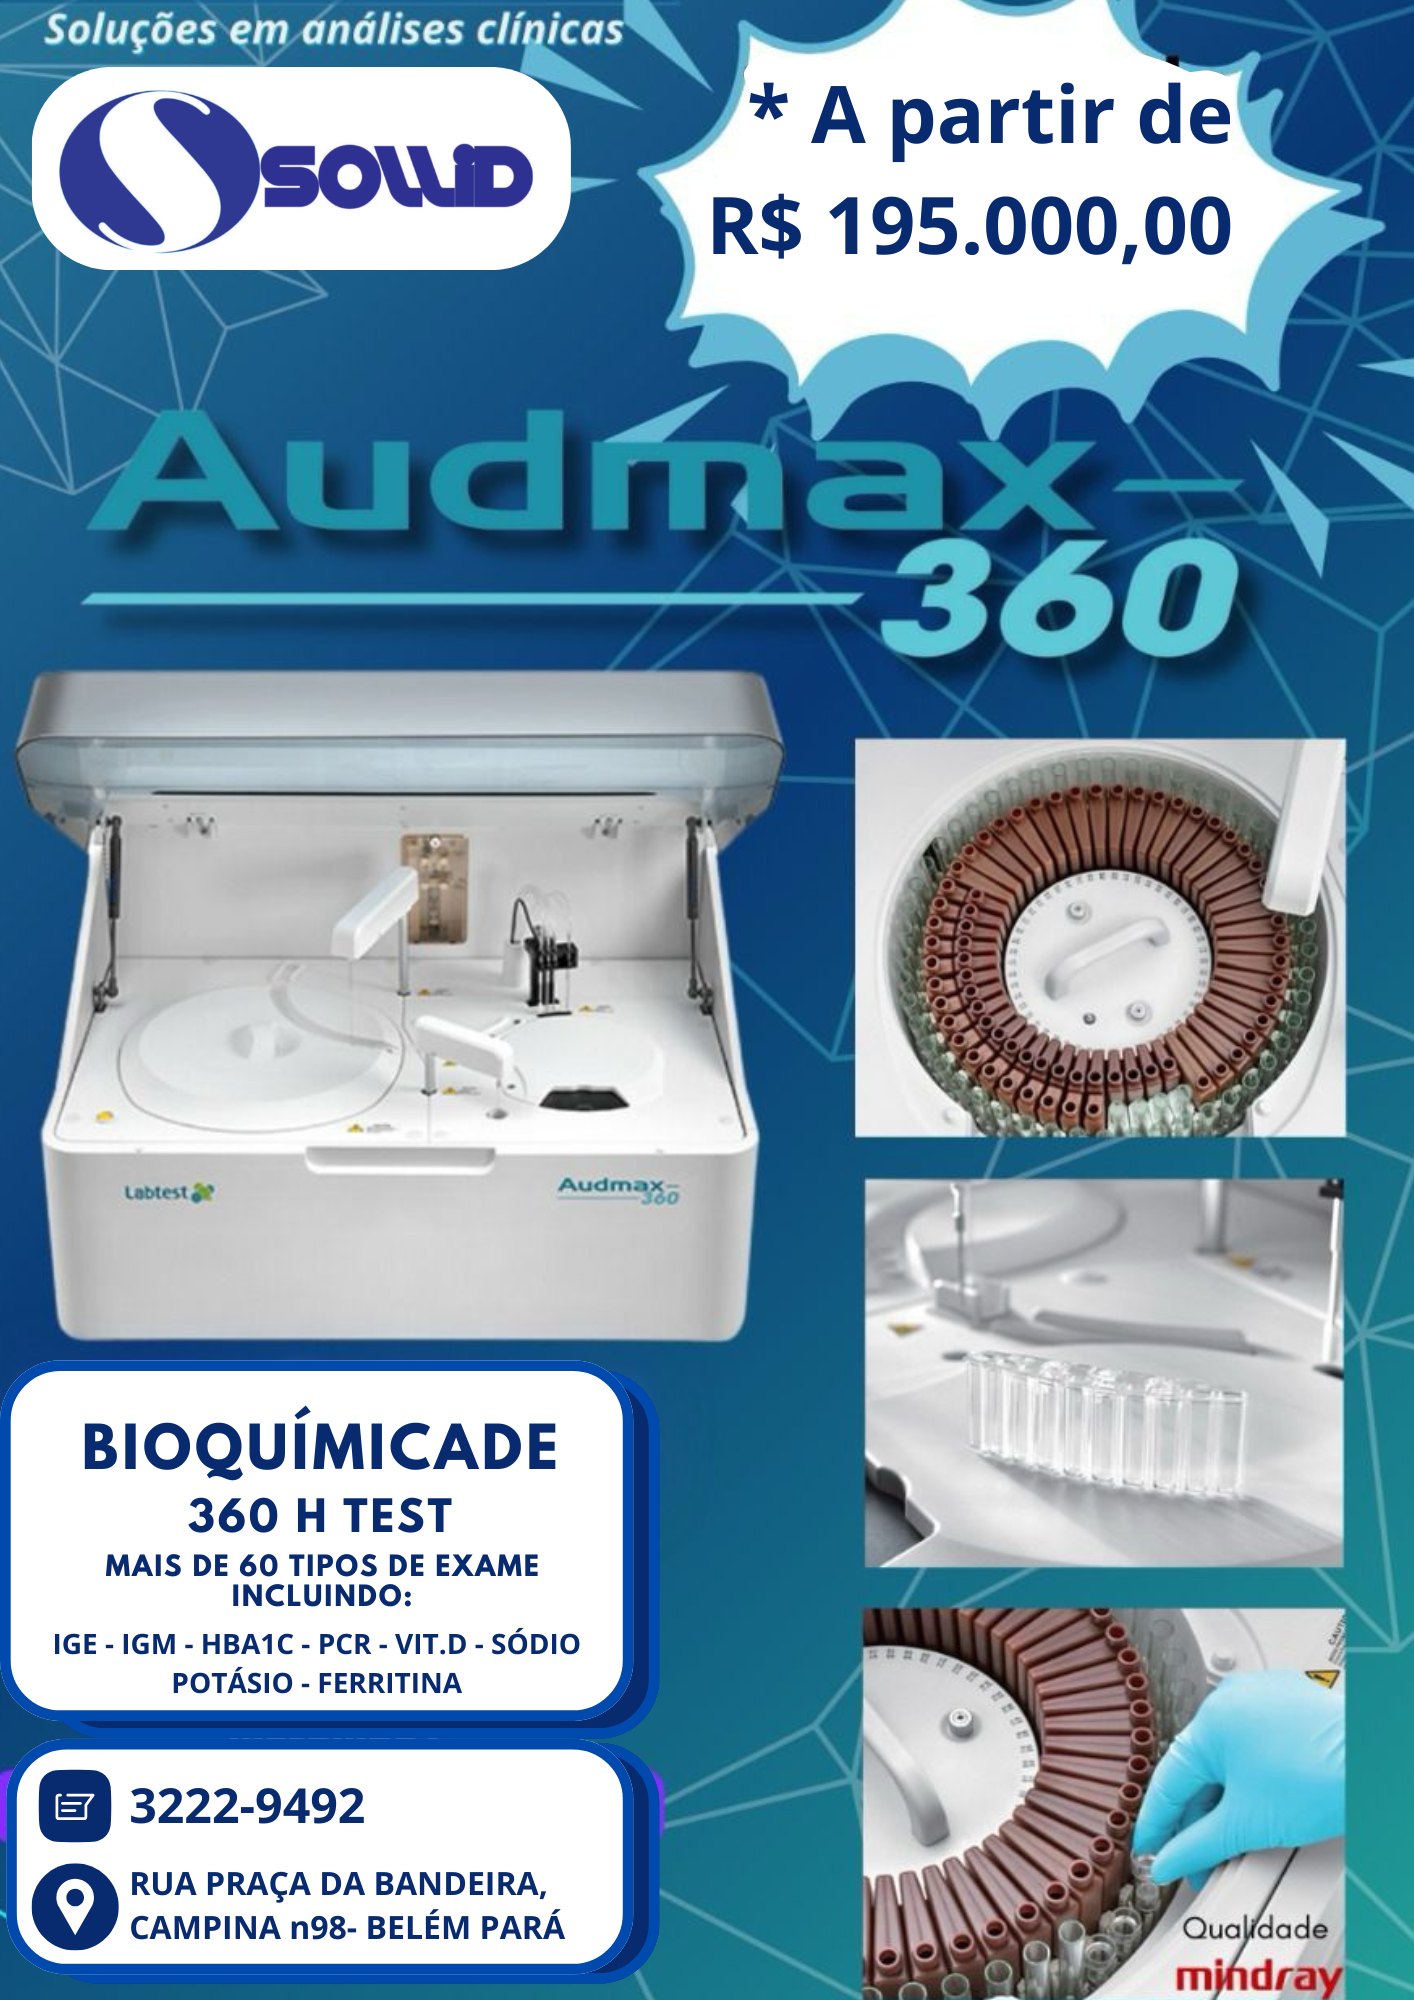 Soluções em análises clínicas
SOLLID
* A partir de
R$ 195.000,00
Audmax
360
Labtest
Audmax
360
BIOQUÍMICADE
360 H TEST
MAIS DE 60 TIPOS DE EXAME
INCLUINDO:
IGE - IGM - HBA1C - PCR - VIT.D - SÓDIO
POTÁSIO - FERRITINA
3222-9492
RUA PRAÇA DA BANDEIRA,
CAMPINA n98- BELÉM PARÁ
Qualidade
mindray